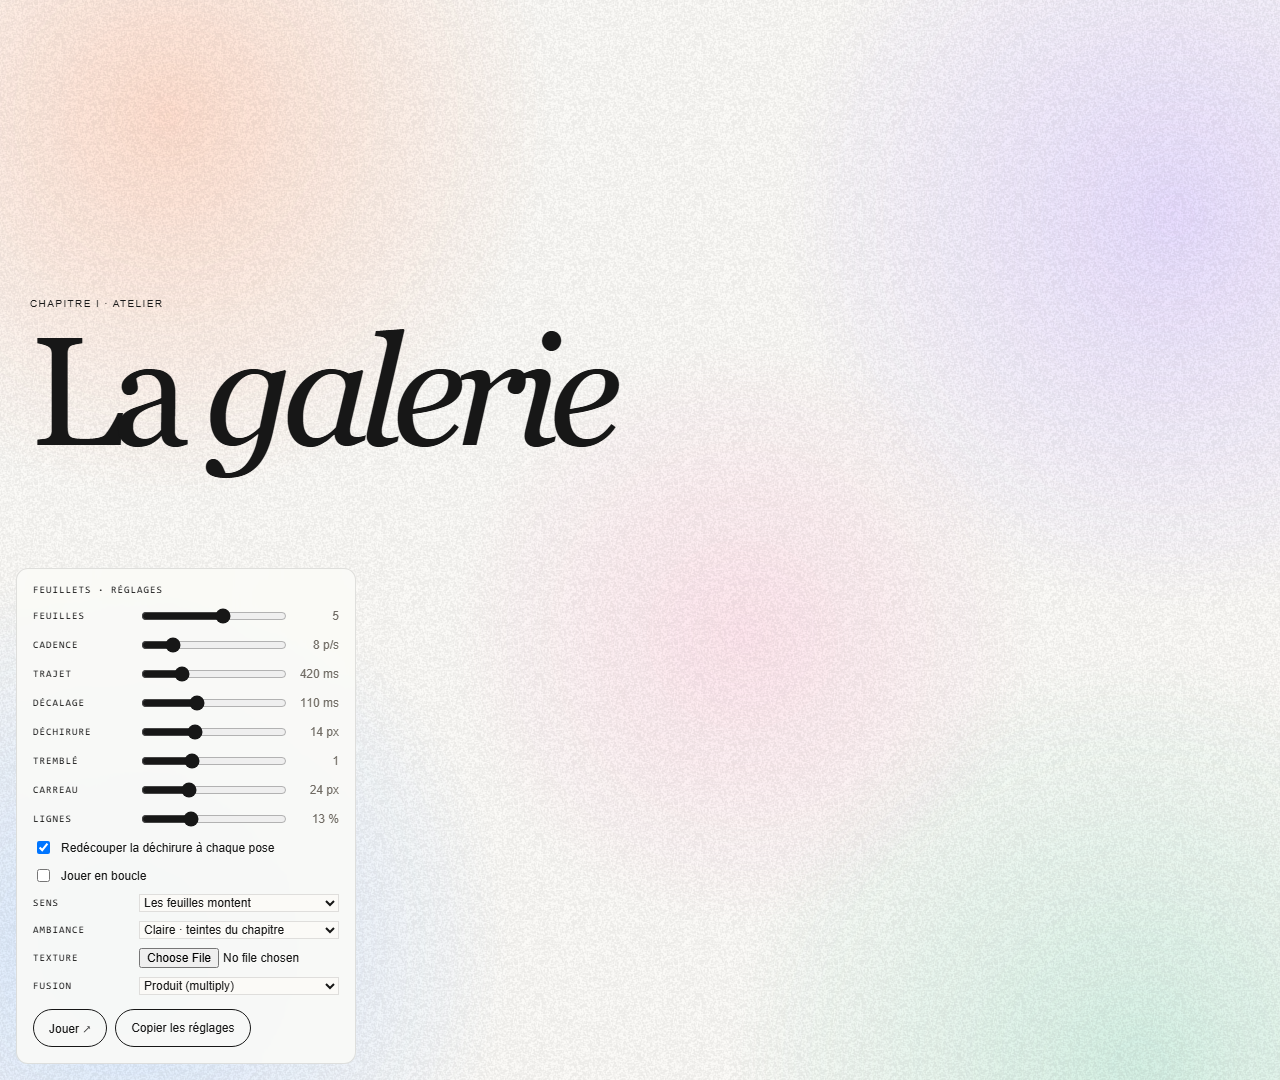 CHAPITRE I · ATELIER
La galerie
FEUILLETS · RÉGLAGES
FEUILLES 5
CADENCE 8 p/s
TRAJET 420 ms
DÉCALAGE 110 ms
DÉCHIRURE 14 px
TREMBLÉ 1
CARREAU 24 px
LIGNES 13 %
Redécouper la déchirure à chaque pose
Jouer en boucle
SENS Les feuilles montent
AMBIANCE Claire · teintes du chapitre
TEXTURE Choose File No file chosen
FUSION Produit (multiply)
Jouer ↗ Copier les réglages